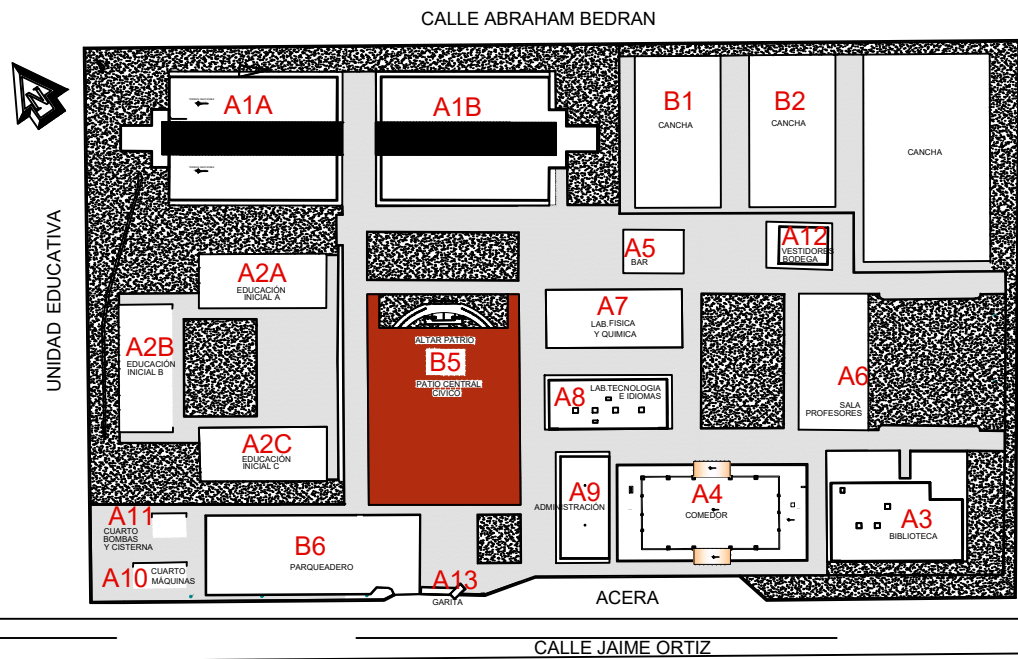 CALLE ABRAHAM BEDRAN
N
UNIDAD EDUCATIVA
A1A
A1B
B1
CANCHA
B2
CANCHA
CANCHA
A2A
EDUCACIÓN
INICIAL A
A5
BAR
A12
VESTIDORES
BODEGA
A2B
EDUCACIÓN
INICIAL B
ALTAR PATRIO
B5
PATIO CENTRAL
CIVICO
A7
LAB. FISICA
Y QUIMICA
A8
LAB.TECNOLOGIA
E IDIOMAS
A6
SALA
PROFESORES
A2C
EDUCACIÓN
INICIAL C
A9
ADMINISTRACIÓN
A4
COMEDOR
A3
BIBLIOTECA
A11
CUARTO
BOMBAS
Y CISTERNA
A10
CUARTO
MÁQUINAS
B6
PARQUEADERO
A13
GARITA
ACERA
CALLE JAIME ORTIZ